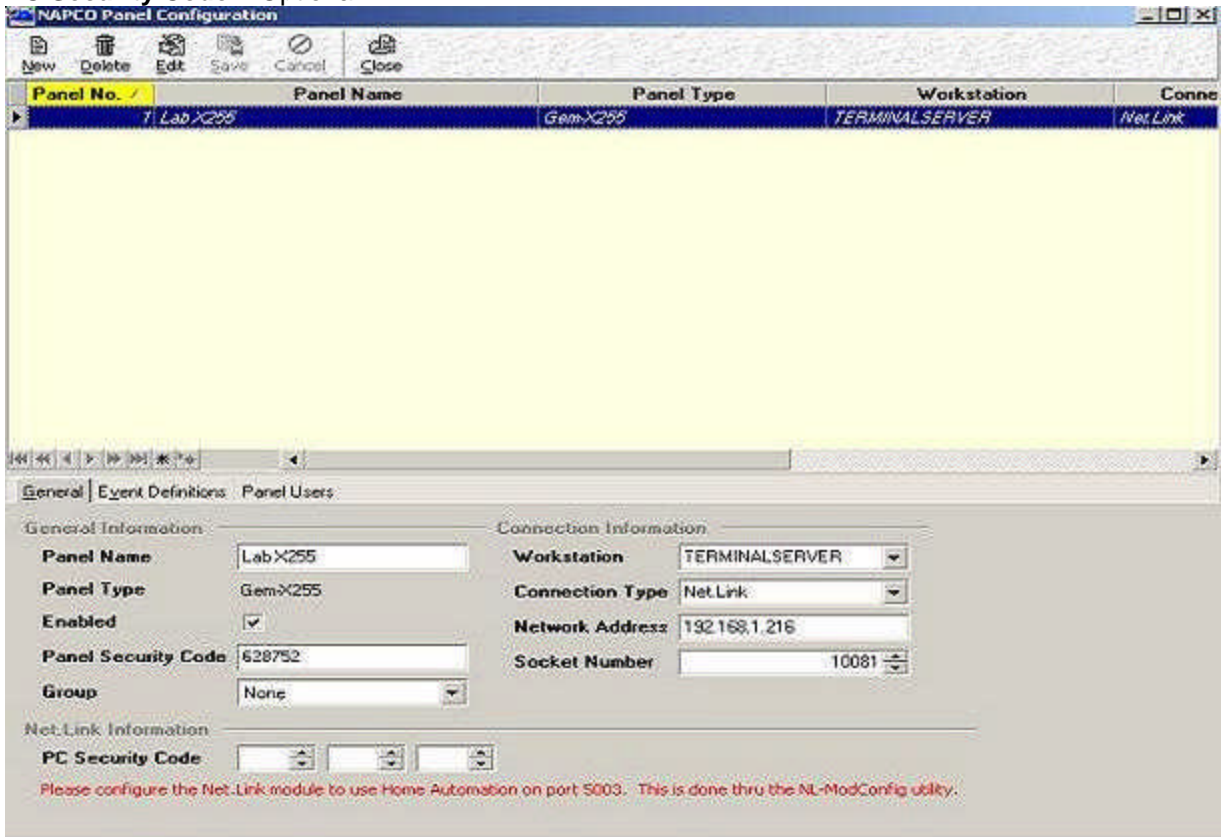 NAPCO Panel Configuration
New Delete Edit Save Cancel Close
Panel No. Panel Name Panel Type Workstation Conne
1 Lab X255 Gem-X255 TERMINALSERVER Net.Link
General Event Definitions Panel Users
General Information Connection Information
Panel Name Lab X255 Workstation TERMINALSERVER
Panel Type Gem-X255 Connection Type Net.Link
Enabled Network Address 192.168.1.216
Panel Security Code 628752 Socket Number 10081
Group None
Net.Link Information
PC Security Code
Please configure the Net.Link module to use Home Automation on port 5003. This is done thru the NL-ModConfig utility.